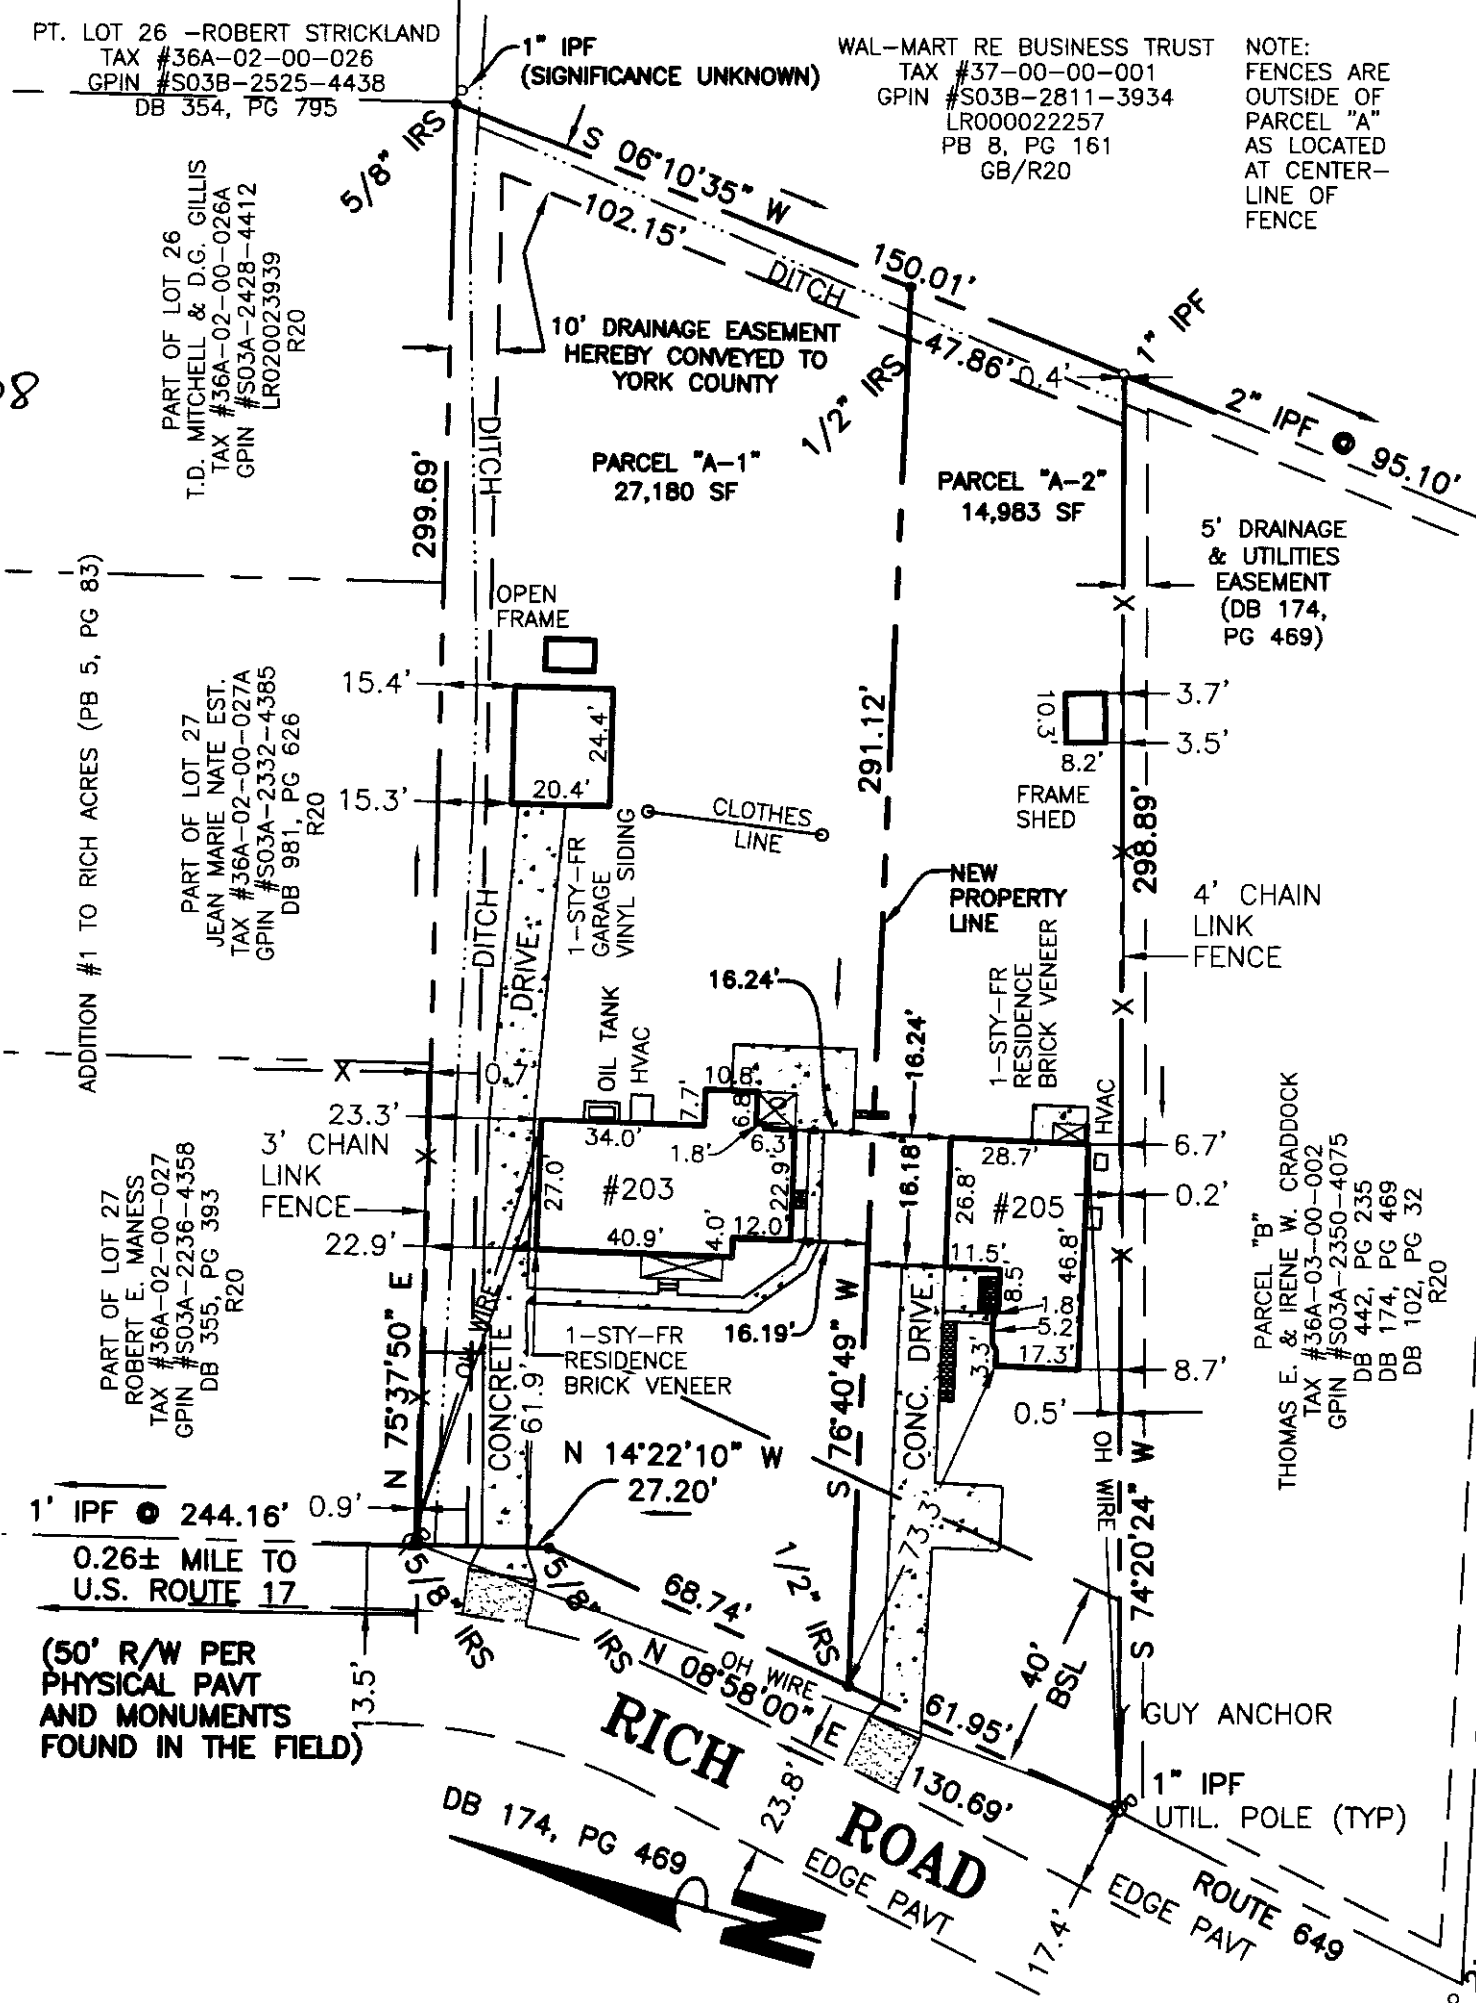 PT. LOT 26 –ROBERT STRICKLAND
TAX #36A–02–00–026
GPIN #S03B–2525–4438
DB 354, PG 795
1" IPF
(SIGNIFICANCE UNKNOWN)
WAL–MART RE BUSINESS TRUST
TAX #37–00–00–001
GPIN #S03B–2811–3934
LR000022257
PB 8, PG 161
GB/R20
NOTE:
FENCES ARE
OUTSIDE OF
PARCEL "A"
AS LOCATED
AT CENTER–
LINE OF
FENCE
5/8" IRS
S 06°10'35" W
150.01'
102.15'
DITCH
47.86'
0.4'
1" IPF
2" IPF @ 95.10'
PART OF LOT 26
T.D. MITCHELL & D.G. GILLIS
TAX #36A–02–00–026A
GPIN #S03A–2428–4412
LR020023939
R20
10' DRAINAGE EASEMENT
HEREBY CONVEYED TO
YORK COUNTY
1/2" IRS
DITCH
299.69'
PARCEL "A–1"
27,180 SF
PARCEL "A–2"
14,983 SF
5' DRAINAGE
& UTILITIES
EASEMENT
(DB 174,
PG 469)
ADDITION #1 TO RICH ACRES (PB 5, PG 83)
OPEN
FRAME
15.4'
24.4'
20.4'
15.3'
PART OF LOT 27
JEAN MARIE NATE EST.
TAX #36A–02–00–027A
GPIN #S03A–2332–4385
DB 981, PG 626
R20
291.12'
10.3'
8.2'
3.7'
3.5'
FRAME
SHED
CLOTHES
LINE
1–STY–FR
GARAGE
VINYL SIDING
298.89'
NEW
PROPERTY
LINE
4' CHAIN
LINK
FENCE
DITCH
DRIVE
OIL TANK
HVAC
16.24'
16.24'
1–STY–FR
RESIDENCE
BRICK VENEER
HVAC
0.7'
23.3'
3' CHAIN
LINK
FENCE
22.9'
10.8'
7.7'
6.8'
34.0'
1.8'
6.3'
27.0'
#203
22.9'
40.9'
4.0'
12.0'
16.18'
28.7'
26.8'
#205
46.8'
11.5'
8.5'
1.8
5.2
3.3'
17.3'
6.7'
0.2'
8.7'
0.5'
PART OF LOT 27
ROBERT E. MANESS
TAX #36A–02–00–027
GPIN #S03A–2236–4358
DB 355, PG 393
R20
PARCEL "B"
THOMAS E. & IRENE W. CRADDOCK
TAX #36A–03–00–002
GPIN #S03A–2350–4075
DB 442, PG 235
DB 174, PG 469
DB 102, PG 32
R20
16.19'
1–STY–FR
RESIDENCE
BRICK VENEER
OH WIRE
CONCRETE
61.9'
N 75°37'50" E
S 76°40'49" W
CONC. DRIVE
73.3'
OH WIRE
S 74°20'24" W
N 14°22'10" W
27.20'
1' IPF @ 244.16'
0.9'
0.26± MILE TO
U.S. ROUTE 17
(50' R/W PER
PHYSICAL PAVT
AND MONUMENTS
FOUND IN THE FIELD)
13.5'
5/8" IRS
5/8" IRS
68.74'
1/2" IRS
N 08°58'00" E
OH WIRE
61.95'
130.69'
40'
BSL
GUY ANCHOR
1" IPF
UTIL. POLE (TYP)
RICH ROAD
23.8'
DB 174, PG 469
N
EDGE PAVT
17.4'
EDGE PAVT
ROUTE 649